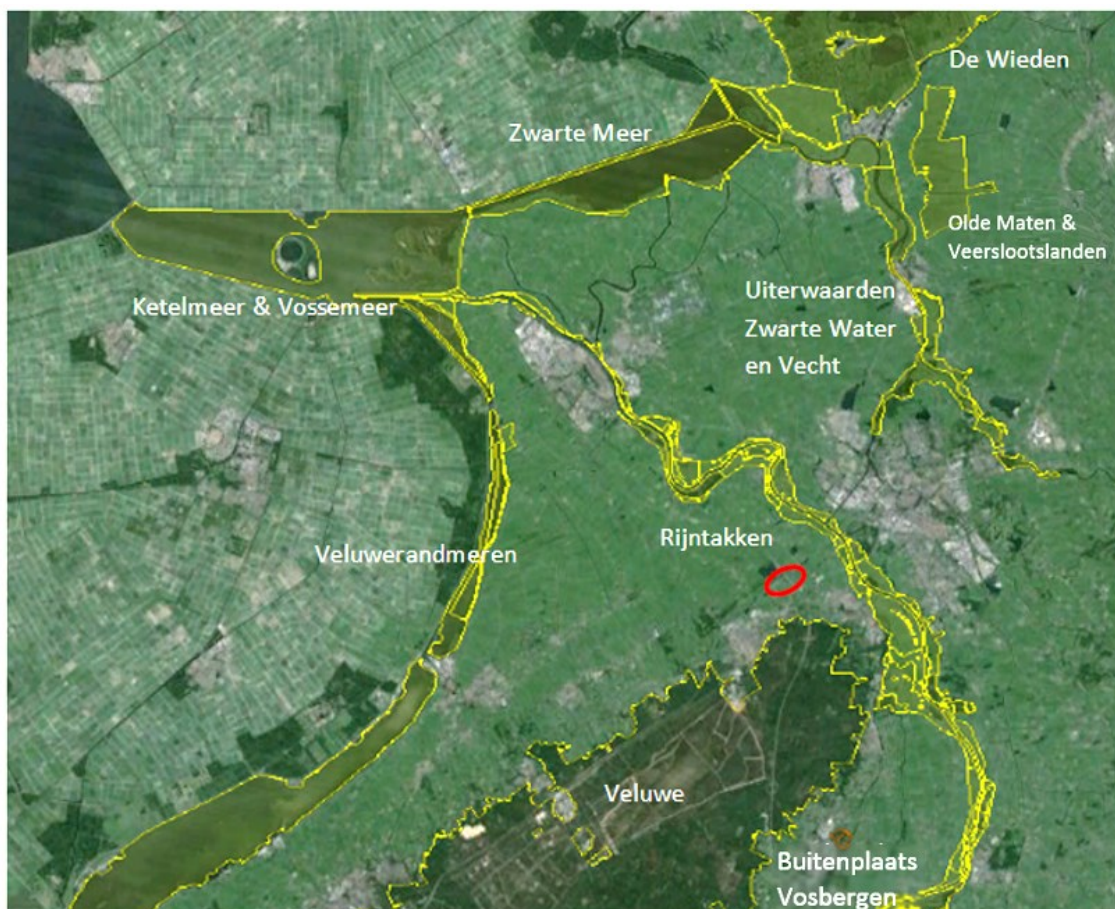 De Wieden
Zwarte Meer
Olde Maten &
Veerslootslanden
Ketelmeer & Vossemeer
Uiterwaarden
Zwarte Water
en Vecht
Rijntakken
Veluwerandmeren
Veluwe
Buitenplaats
Vosbergen